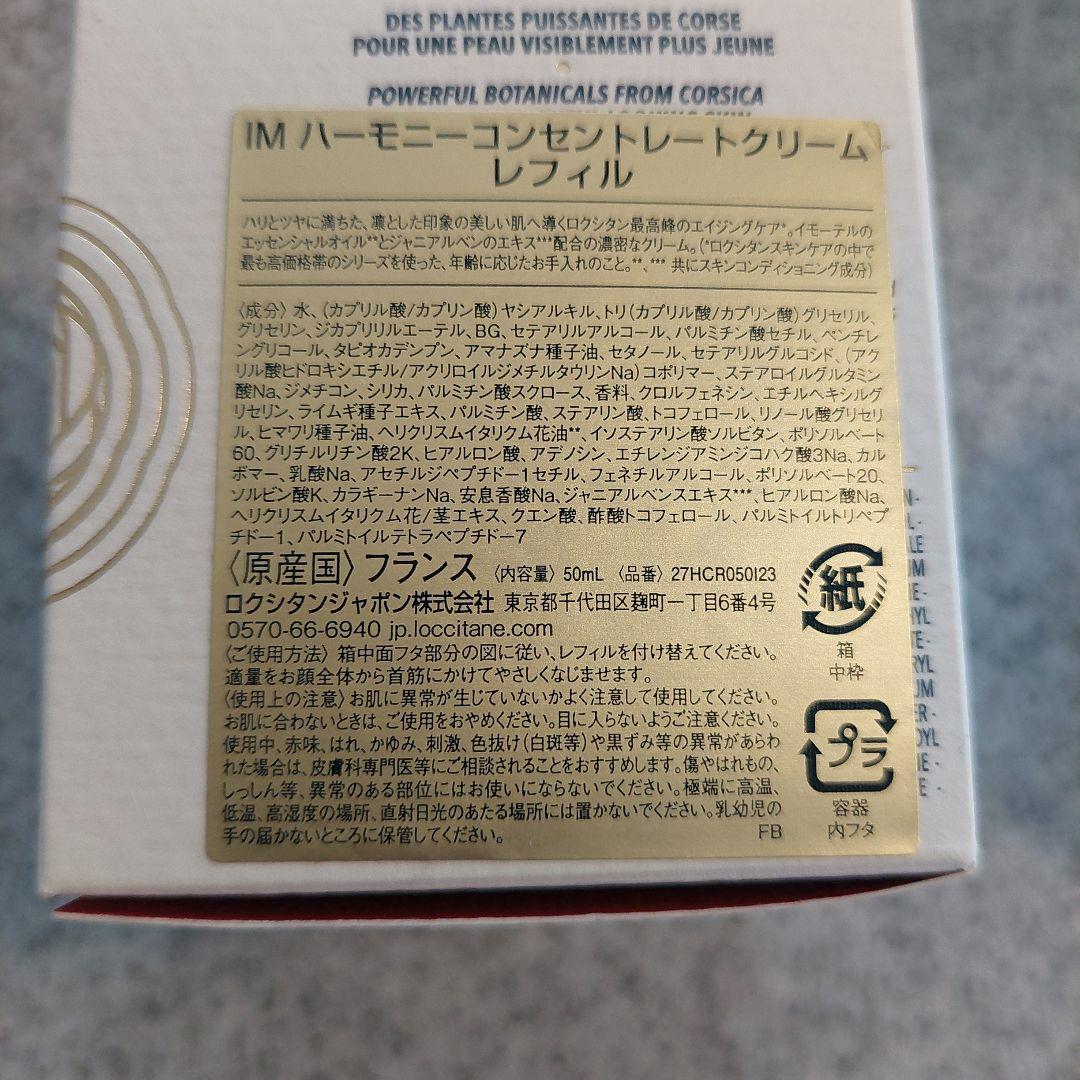 DES PLANTES PUISSANTES DE CORSE
POUR UNE PEAU VISIBLEMENT PLUS JEUNE
POWERFUL BOTANICALS FROM CORSICA
IM ハーモニーコンセントレートクリーム
レフィル
ハリとツヤに満ちた、凛とした印象の美しい肌へ導くロクシタン最高峰のエイジングケア*。イモーテルの
エッセンシャルオイル**とジャニアルベンのエキス***配合の濃密なクリーム。(*ロクシタンスキンケアの中で
最も高価格帯のシリーズを使った、年齢に応じたお手入れのこと。**、*** 共にスキンコンディショニング成分)
〈成分〉水、(カプリル酸/カプリン酸)ヤシアルキル、トリ(カプリル酸/カプリン酸)グリセリル、
グリセリン、ジカプリリルエーテル、BG、セテアリルアルコール、パルミチン酸セチル、ペンチレ
ングリコール、タピオカデンプン、アマナズナ種子油、セタノール、セテアリルグルコシド、(アク
リル酸ヒドロキシエチル/アクリロイルジメチルタウリンNa)コポリマー、ステアロイルグルタミン
酸Na、ジメチコン、シリカ、パルミチン酸スクロース、香料、クロルフェネシン、エチルヘキシルグ
リセリン、ライムギ種子エキス、パルミチン酸、ステアリン酸、トコフェロール、リノール酸グリセリ
ル、ヒマワリ種子油、ヘリクリスムイタリクム花油**、イソステアリン酸ソルビタン、ポリソルベート
60、グリチルリチン酸2K、ヒアルロン酸、アデノシン、エチレンジアミンジコハク酸3Na、カル
ボマー、乳酸Na、アセチルジペプチド-1セチル、フェネチルアルコール、ポリソルベート20、
ソルビン酸K、カラギーナンNa、安息香酸Na、ジャニアルベンスエキス***、ヒアルロン酸Na、
ヘリクリスムイタリクム花/茎エキス、クエン酸、酢酸トコフェロール、パルミトイルトリペプ
チド-1、パルミトイルテトラペプチド-7
〈原産国〉フランス 〈内容量〉50mL 〈品番〉27HCR050I23
ロクシタンジャポン株式会社 東京都千代田区麹町一丁目6番4号
0570-66-6940 jp.loccitane.com
〈ご使用方法〉箱中面フタ部分の図に従い、レフィルを付け替えてください。
適量をお顔全体から首筋にかけてやさしくなじませます。
〈使用上の注意〉お肌に異常が生じていないかよく注意して使用してください。
お肌に合わないときは、ご使用をおやめください。目に入らないようご注意ください。
使用中、赤味、はれ、かゆみ、刺激、色抜け(白斑等)や黒ずみ等の異常があらわ
れた場合は、皮膚科専門医等にご相談されることをおすすめします。傷やはれもの、
しっしん等、異常のある部位にはお使いにならないでください。極端に高温、
低温、高湿度の場所、直射日光のあたる場所には置かないでください。乳幼児の
手の届かないところに保管してください。
FB
紙
箱
中枠
プラ
容器
内フタ